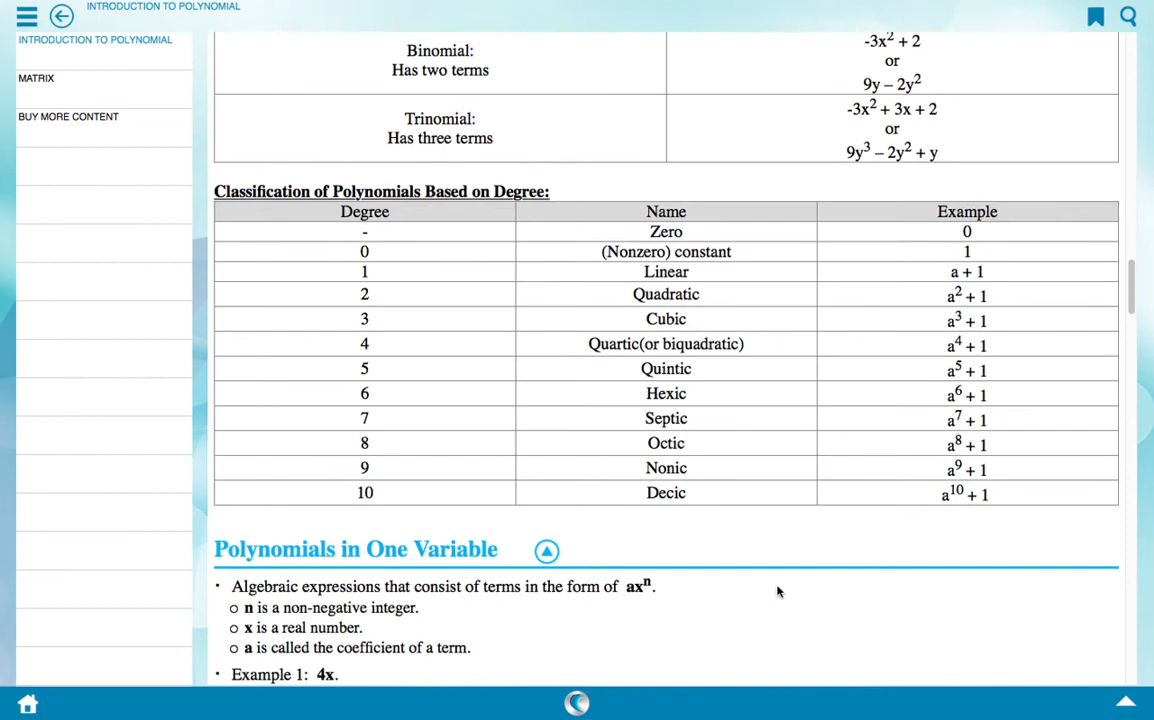 INTRODUCTION TO POLYNOMIAL
INTRODUCTION TO POLYNOMIAL
MATRIX
BUY MORE CONTENT
Binomial:
Has two terms
-3x² + 2
or
9y – 2y²
Trinomial:
Has three terms
-3x² + 3x + 2
or
9y³ – 2y² + y
Classification of Polynomials Based on Degree:
Degree Name Example
- Zero 0
0 (Nonzero) constant 1
1 Linear a + 1
2 Quadratic a² + 1
3 Cubic a³ + 1
4 Quartic(or biquadratic) a⁴ + 1
5 Quintic a⁵ + 1
6 Hexic a⁶ + 1
7 Septic a⁷ + 1
8 Octic a⁸ + 1
9 Nonic a⁹ + 1
10 Decic a¹⁰ + 1
Polynomials in One Variable
· Algebraic expressions that consist of terms in the form of axⁿ.
o n is a non-negative integer.
o x is a real number.
o a is called the coefficient of a term.
· Example 1: 4x.